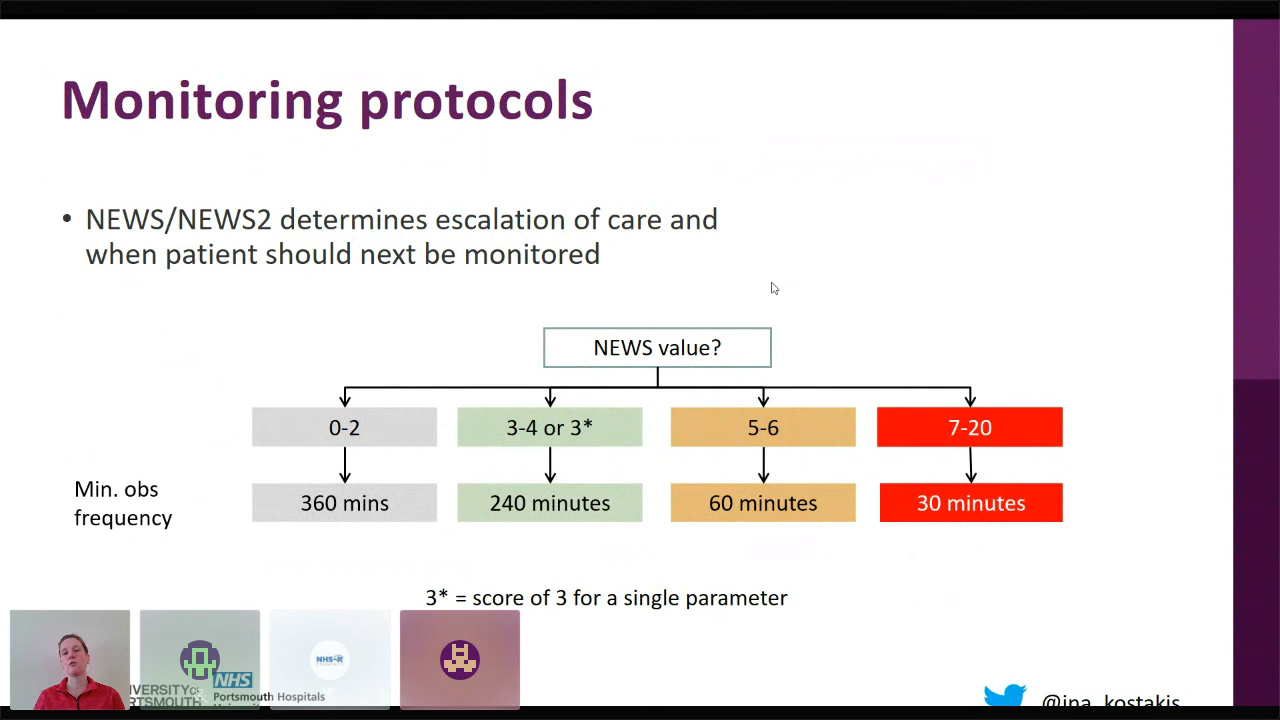 Monitoring protocols
• NEWS/NEWS2 determines escalation of care and
when patient should next be monitored
NEWS value?
0-2
3-4 or 3*
5-6
7-20
Min. obs
frequency
360 mins
240 minutes
60 minutes
30 minutes
3* = score of 3 for a single parameter
NHS-R
NHS
Portsmouth Hospitals
@ina_kostakis